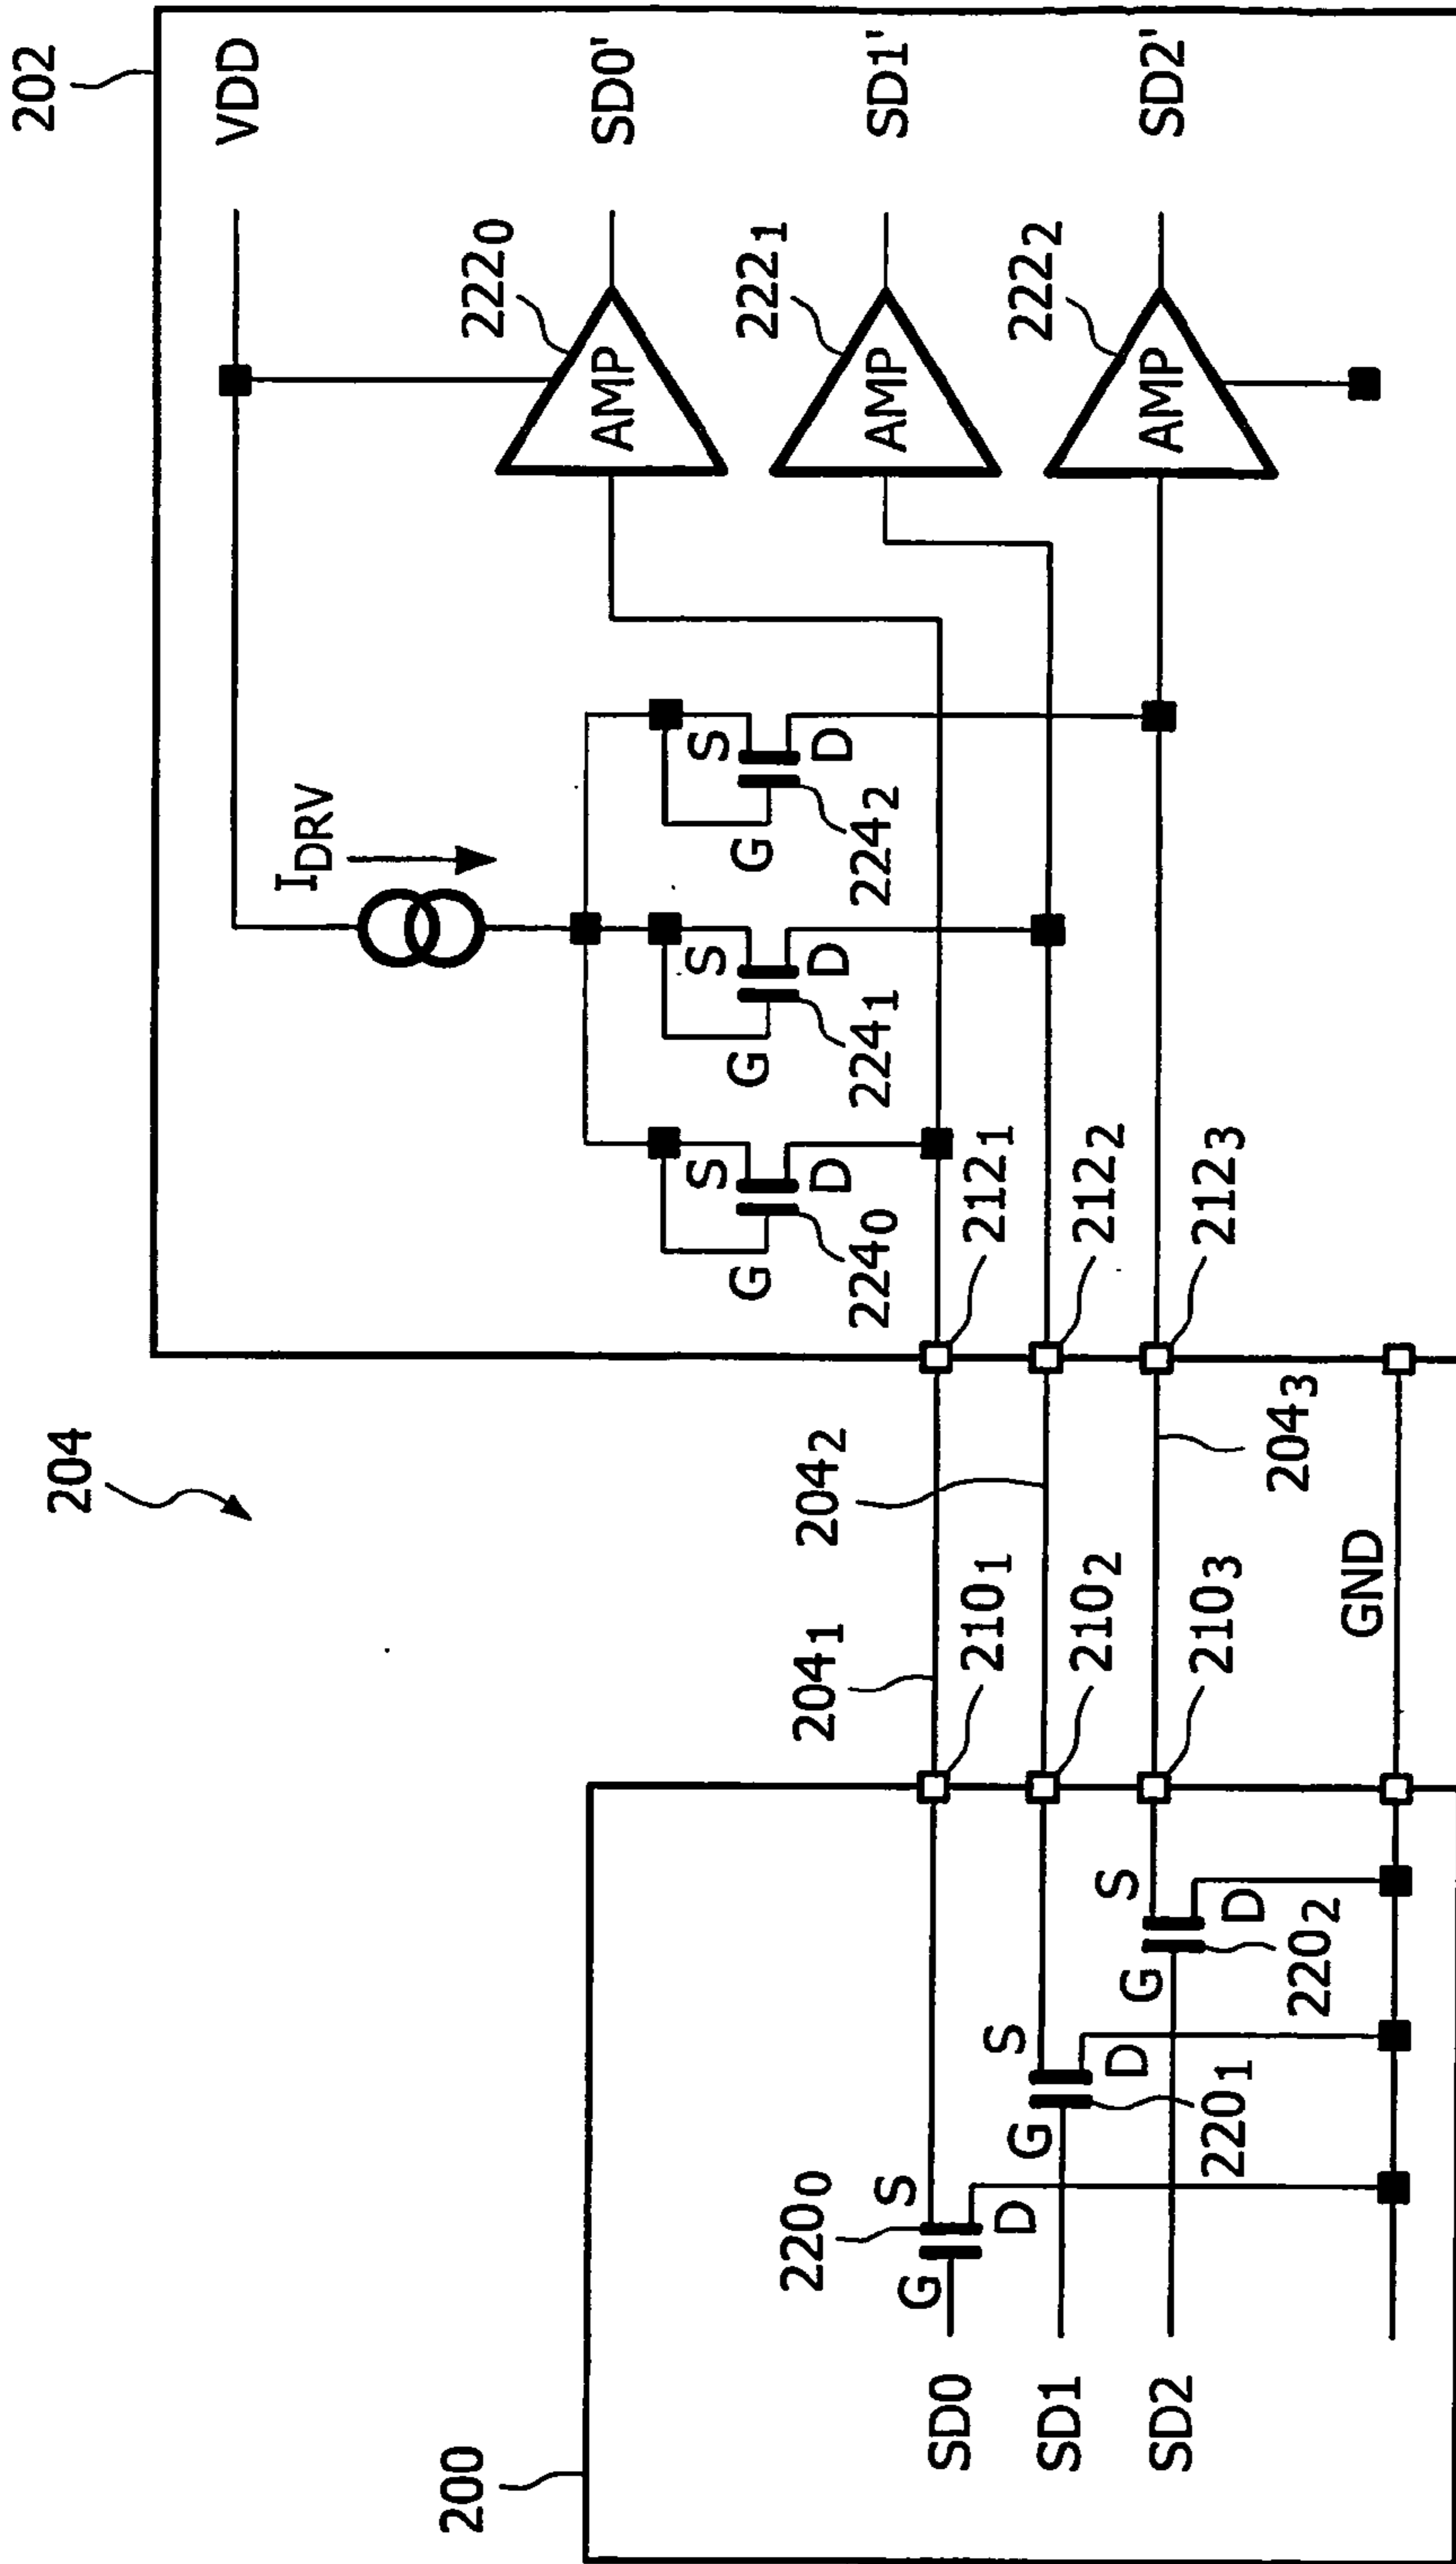 202
VDD
204
I_DRV
222₀
SD0'
AMP
222₁
SD1'
AMP
222₂
SD2'
AMP
G
S
D
224₀
G
S
D
224₁
G
S
D
224₂
212₁
212₂
212₃
204₁
204₂
204₃
210₁
210₂
210₃
GND
200
220₀
G
S
D
SD0
G
S
D
220₁
SD1
G
S
D
220₂
SD2